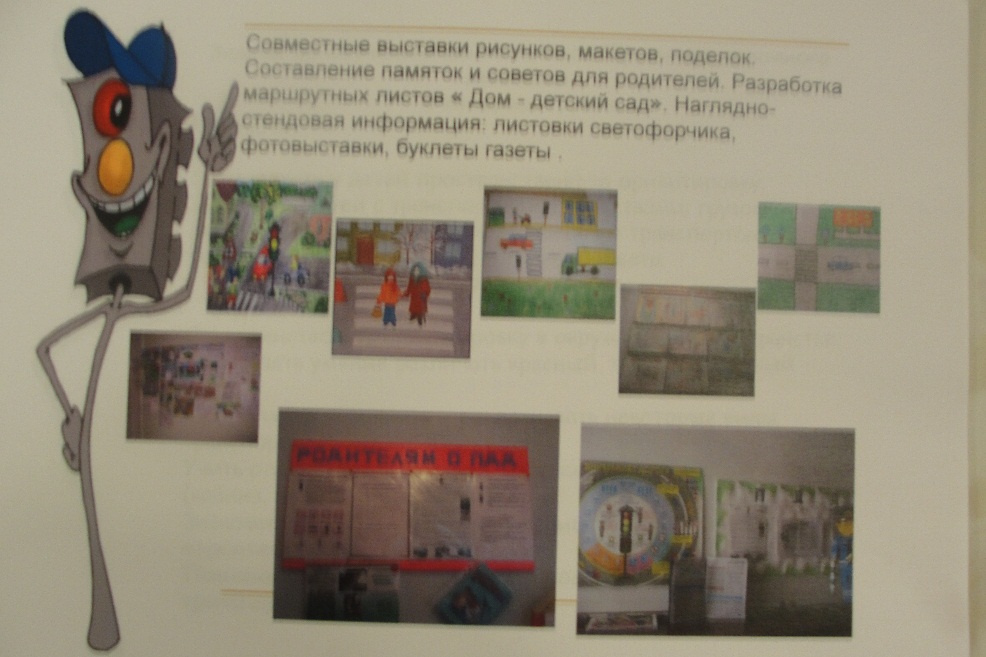 Совместные выставки рисунков, макетов, поделок.
Составление памяток и советов для родителей. Разработка
маршрутных листов « Дом - детский сад». Наглядно-
стендовая информация: листовки светофорчика,
фотовыставки, буклеты газеты .
РОДИТЕЛЯМ О ПДД